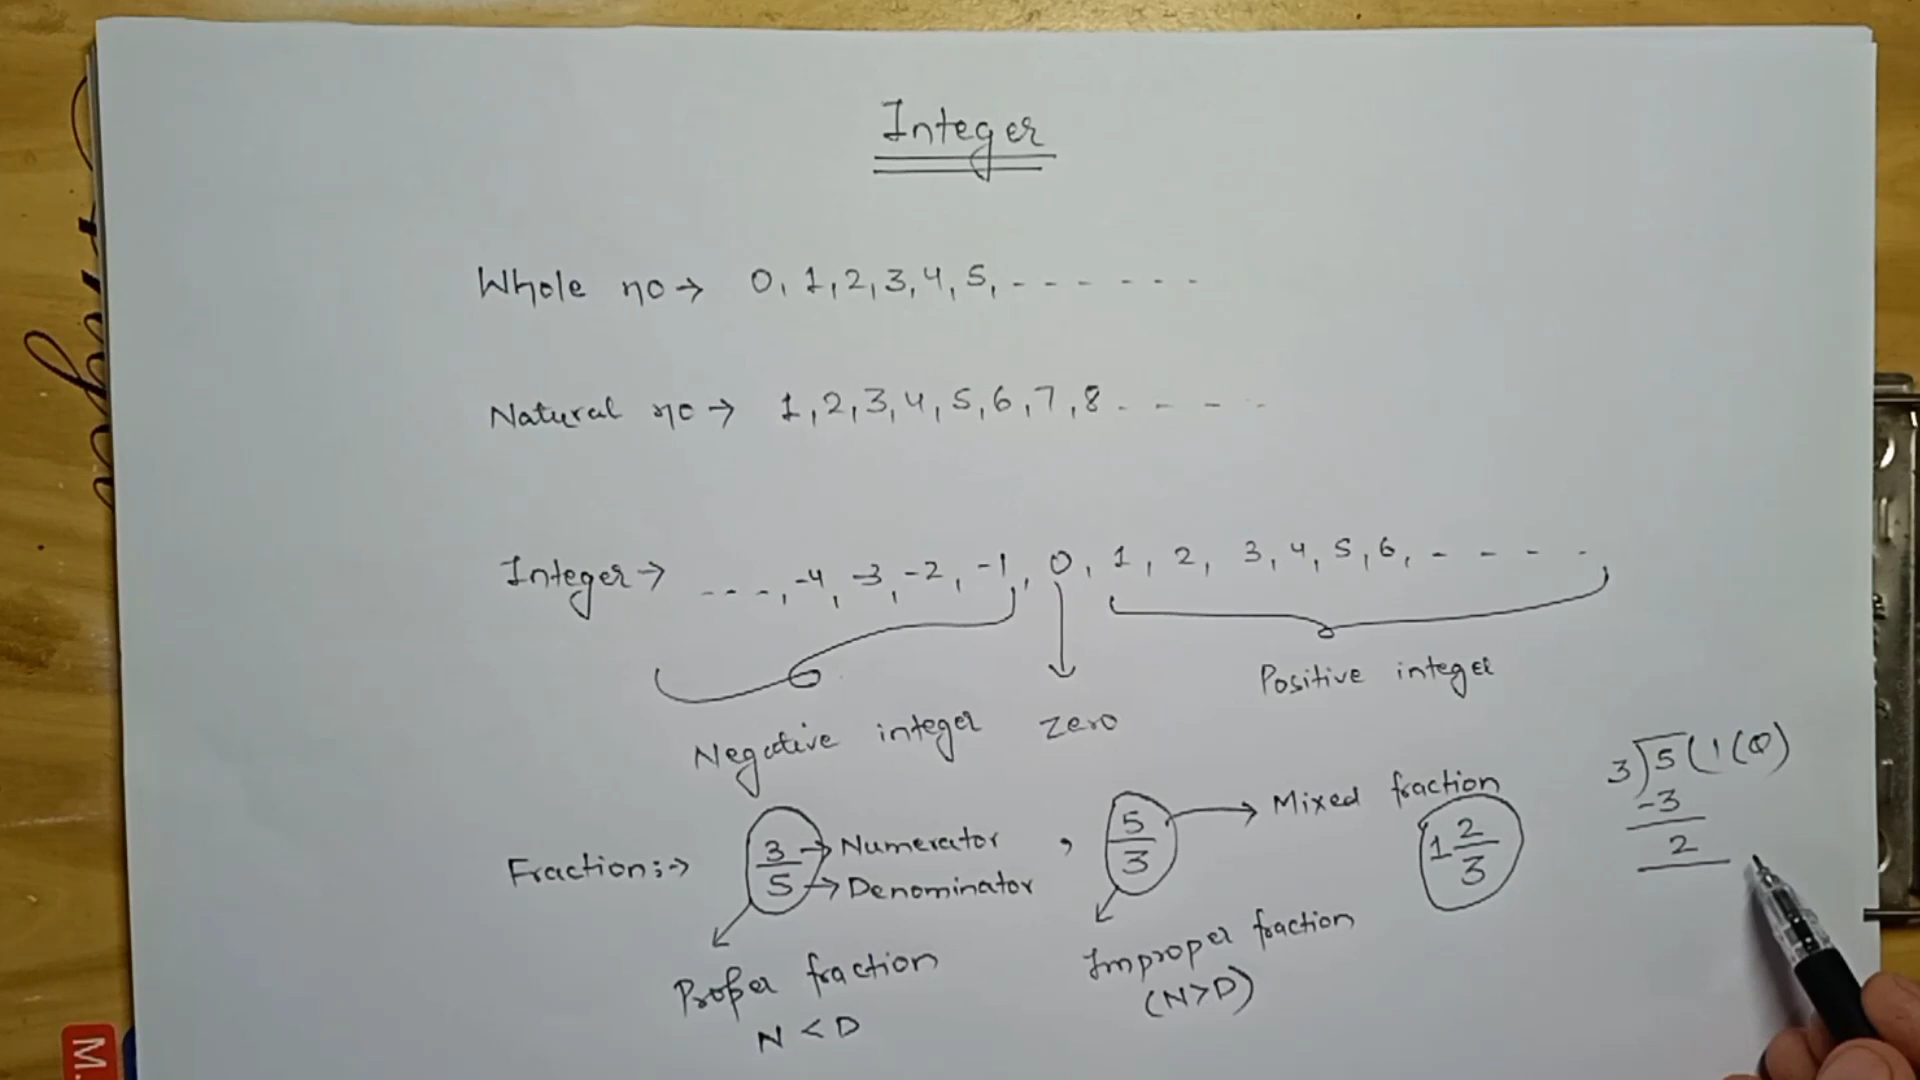 Integer
Whole no → 0, 1, 2, 3, 4, 5, - - - - - -
Natural no → 1, 2, 3, 4, 5, 6, 7, 8 - - - -
Integer → - - -, -4, -3, -2, -1, 0, 1, 2, 3, 4, 5, 6, - - - -
Positive integer
Negative integer zero
3)5(1(Q)
-3
2
Fraction:→ 3/5 → Numerator → Denominator , 5/3 → Mixed fraction 1 2/3
Proper fraction
N < D
Improper fraction
(N>D)
M.